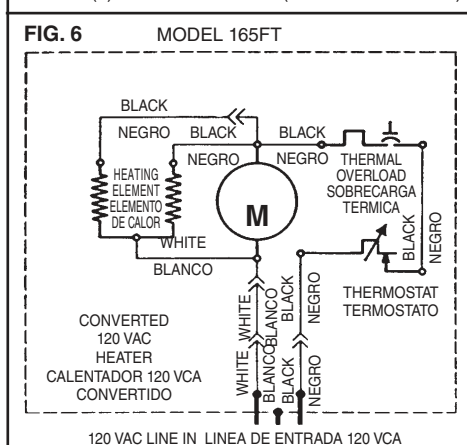 FIG. 6 MODEL 165FT
BLACK
NEGRO
BLACK
NEGRO
BLACK
NEGRO
HEATING
ELEMENT
ELEMENTO
DE CALOR
M
THERMAL
OVERLOAD
SOBRECARGA
TERMICA
BLACK
NEGRO
WHITE
BLANCO
THERMOSTAT
TERMOSTATO
WHITE
BLANCO
BLACK
NEGRO
CONVERTED
120 VAC
HEATER
CALENTADOR 120 VCA
CONVERTIDO
WHITE
BLANCO
BLACK
NEGRO
120 VAC LINE IN LINEA DE ENTRADA 120 VCA